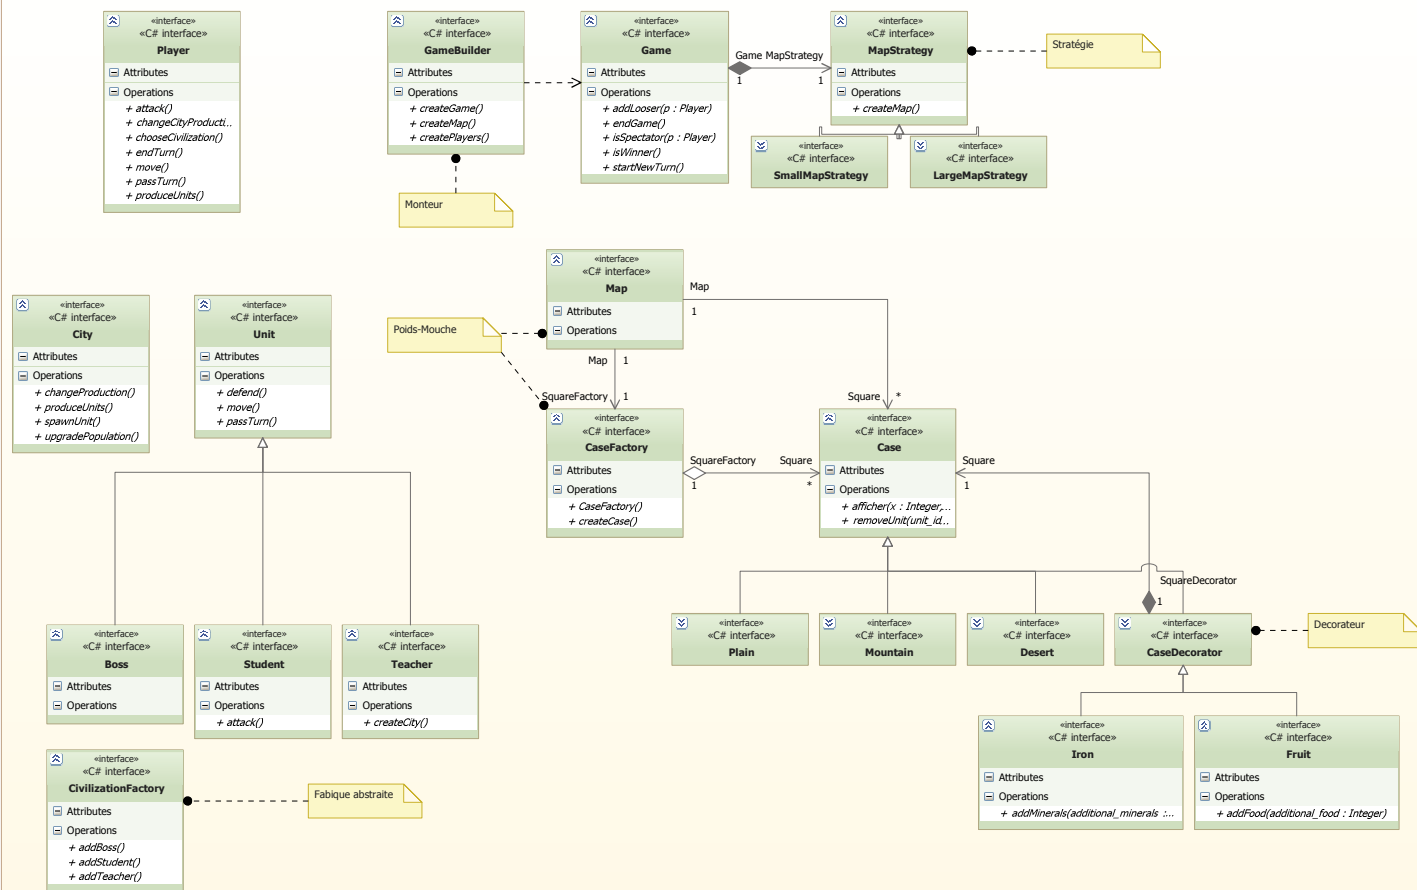 «interface»
«C# interface»
Player
Attributes
Operations
+ attack()
+ changeCityProducti...
+ chooseCivilization()
+ endTurn()
+ move()
+ passTurn()
+ produceUnits()
«interface»
«C# interface»
GameBuilder
Attributes
Operations
+ createGame()
+ createMap()
+ createPlayers()
Monteur
«interface»
«C# interface»
Game
Attributes
Operations
+ addLooser(p : Player)
+ endGame()
+ isSpectator(p : Player)
+ isWinner()
+ startNewTurn()
Game MapStrategy
1
1
«interface»
«C# interface»
MapStrategy
Attributes
Operations
+ createMap()
Stratégie
«interface»
«C# interface»
SmallMapStrategy
«interface»
«C# interface»
LargeMapStrategy
«interface»
«C# interface»
Map
Attributes
Operations
Map
1
Map
1
Poids-Mouche
«interface»
«C# interface»
City
Attributes
Operations
+ changeProduction()
+ produceUnits()
+ spawnUnit()
+ upgradePopulation()
«interface»
«C# interface»
Unit
Attributes
Operations
+ defend()
+ move()
+ passTurn()
SquareFactory
1
Square
*
«interface»
«C# interface»
CaseFactory
Attributes
Operations
+ CaseFactory()
+ createCase()
SquareFactory
1
Square
*
«interface»
«C# interface»
Case
Attributes
Operations
+ afficher(x : Integer,...
+ removeUnit(unit_id...
Square
1
SquareDecorator
1
«interface»
«C# interface»
Boss
Attributes
Operations
«interface»
«C# interface»
Student
Attributes
Operations
+ attack()
«interface»
«C# interface»
Teacher
Attributes
Operations
+ createCity()
«interface»
«C# interface»
Plain
«interface»
«C# interface»
Mountain
«interface»
«C# interface»
Desert
«interface»
«C# interface»
CaseDecorator
Decorateur
«interface»
«C# interface»
Iron
Attributes
Operations
+ addMinerals(additional_minerals :...
«interface»
«C# interface»
Fruit
Attributes
Operations
+ addFood(additional_food : Integer)
«interface»
«C# interface»
CivilizationFactory
Attributes
Operations
+ addBoss()
+ addStudent()
+ addTeacher()
Fabique abstraite